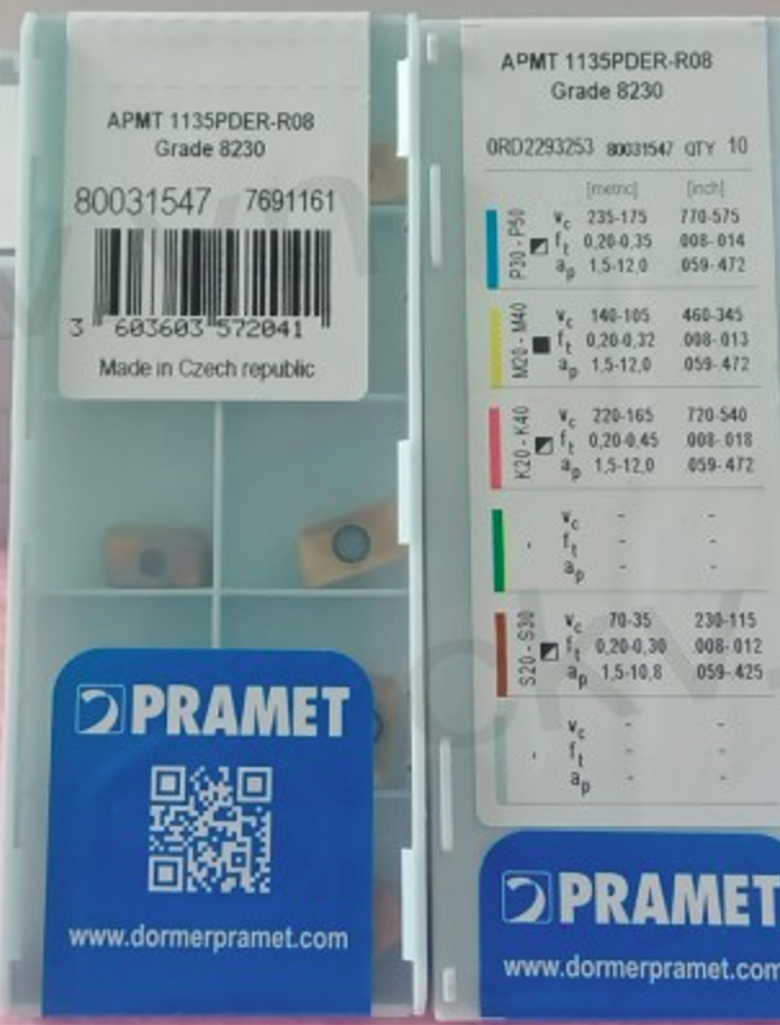 APMT 1135PDER-R08
Grade 8230
80031547 7691161
3 603603 572041
Made in Czech republic
PRAMET
www.dormerpramet.com
APMT 1135PDER-R08
Grade 8230
0RD2293253 80031547 QTY 10
[metric] [inch]
P30 - P50
vc 235-175 770-575
ft 0,20-0,35 .008-.014
ap 1,5-12,0 .059-.472
M20 - M40
vc 140-105 460-345
ft 0,20-0,32 .008-.013
ap 1,5-12,0 .059-.472
K20 - K40
vc 220-165 720-540
ft 0,20-0,45 .008-.018
ap 1,5-12,0 .059-.472
vc - -
ft - -
ap - -
S20 - S30
vc 70-35 230-115
ft 0,20-0,30 .008-.012
ap 1,5-10,8 .059-.425
vc - -
ft - -
ap - -
PRAMET
www.dormerpramet.com